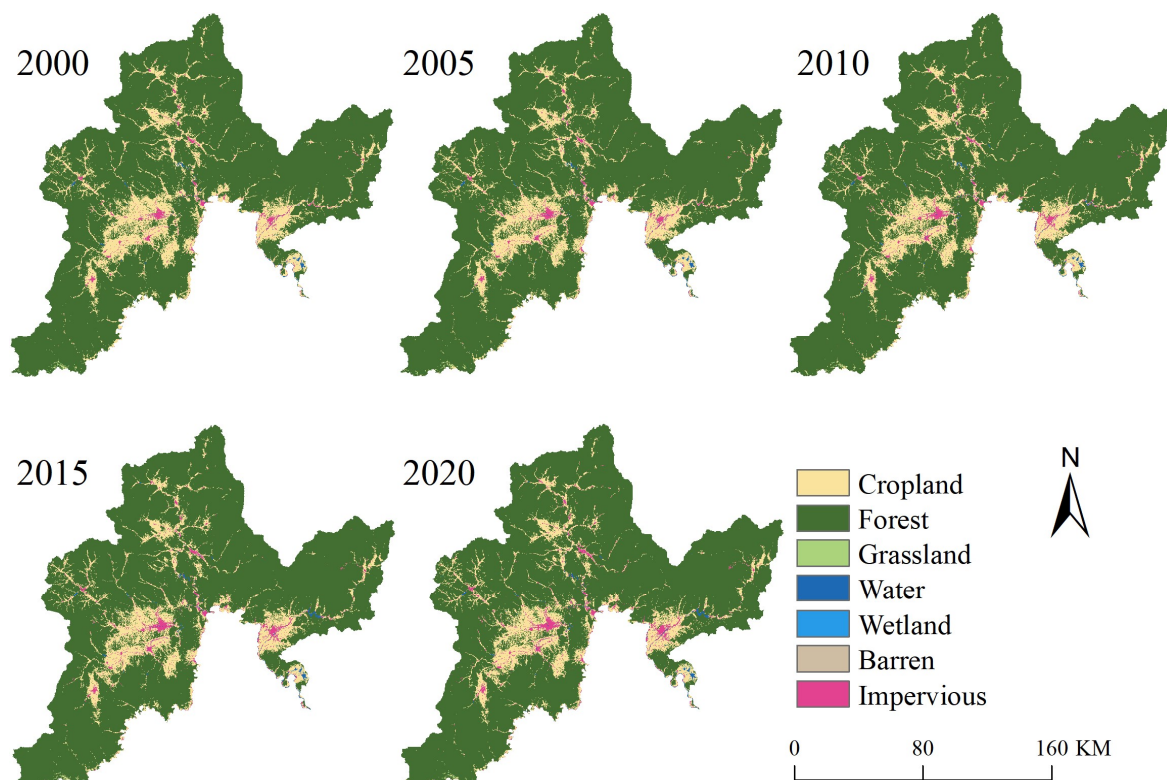 2000
2005
2010
2015
2020
Cropland
Forest
Grassland
Water
Wetland
Barren
Impervious
N
0 80 160 KM